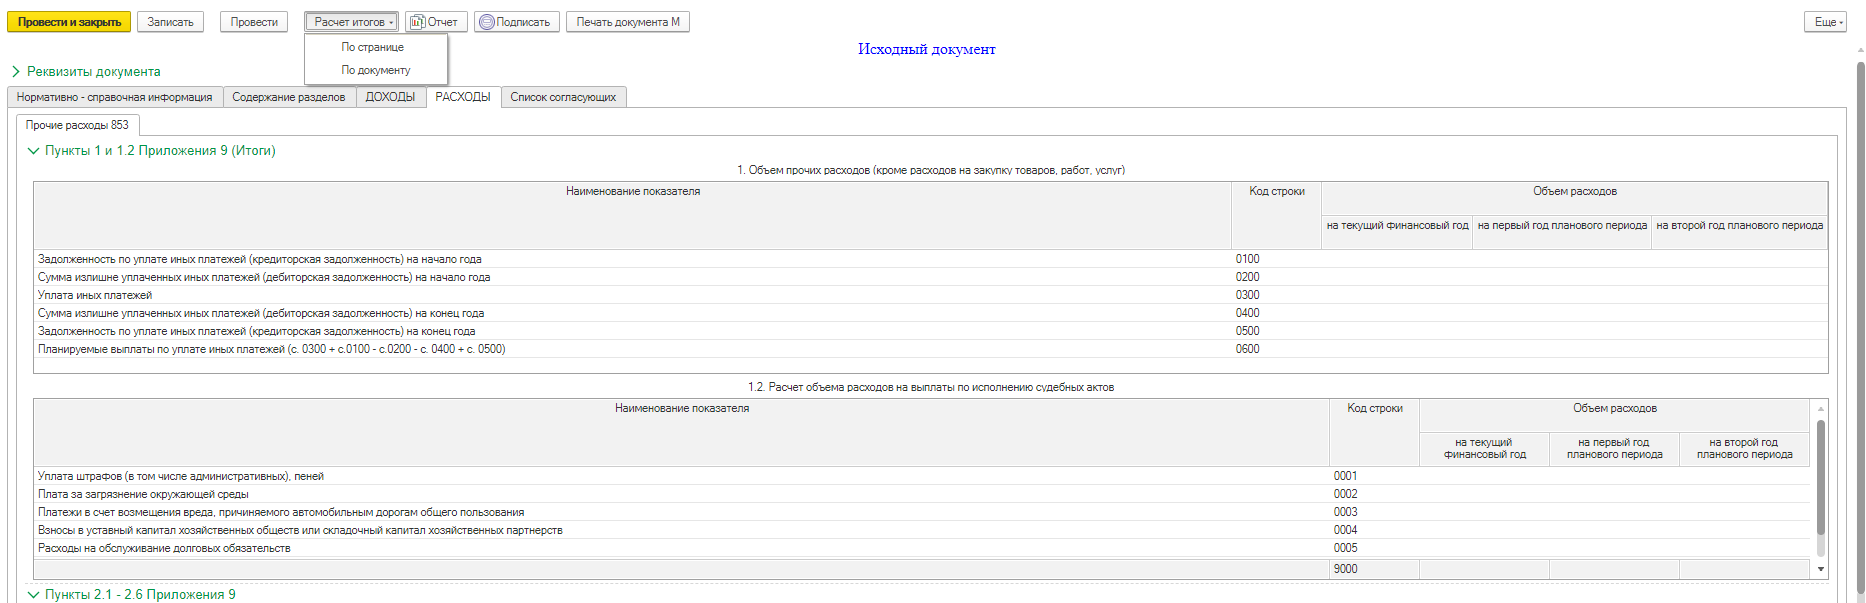 Провести и закрыть Записать Провести Расчет итогов Отчет Подписать Печать документа М Еще
По странице
По документу
Исходный документ
Реквизиты документа
Нормативно - справочная информация Содержание разделов ДОХОДЫ РАСХОДЫ Список согласующих
Прочие расходы 853
Пункты 1 и 1.2 Приложения 9 (Итоги)
1. Объем прочих расходов (кроме расходов на закупку товаров, работ, услуг)
Наименование показателя Код строки Объем расходов
на текущий финансовый год на первый год планового периода на второй год планового периода
Задолженность по уплате иных платежей (кредиторская задолженность) на начало года 0100
Сумма излишне уплаченных иных платежей (дебиторская задолженность) на начало года 0200
Уплата иных платежей 0300
Сумма излишне уплаченных иных платежей (дебиторская задолженность) на конец года 0400
Задолженность по уплате иных платежей (кредиторская задолженность) на конец года 0500
Планируемые выплаты по уплате иных платежей (с. 0300 + с.0100 - с.0200 - с. 0400 + с. 0500) 0600
1.2. Расчет объема расходов на выплаты по исполнению судебных актов
Наименование показателя Код строки Объем расходов
на текущий финансовый год на первый год планового периода на второй год планового периода
Уплата штрафов (в том числе административных), пеней 0001
Плата за загрязнение окружающей среды 0002
Платежи в счет возмещения вреда, причиняемого автомобильным дорогам общего пользования 0003
Взносы в уставный капитал хозяйственных обществ или складочный капитал хозяйственных партнерств 0004
Расходы на обслуживание долговых обязательств 0005
9000
Пункты 2.1 - 2.6 Приложения 9